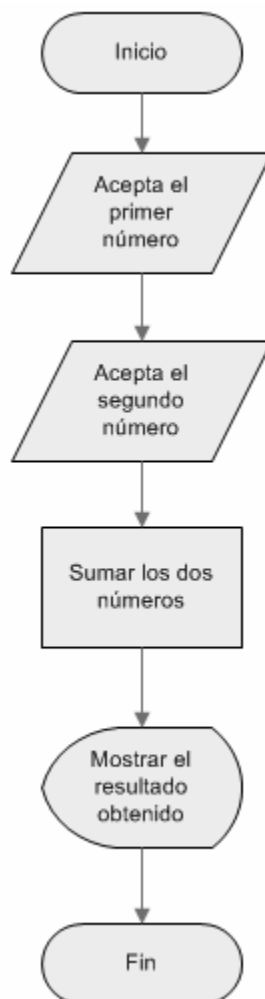 Inicio
Acepta el
primer
número
Acepta el
segundo
número
Sumar los dos
números
Mostrar el
resultado
obtenido
Fin